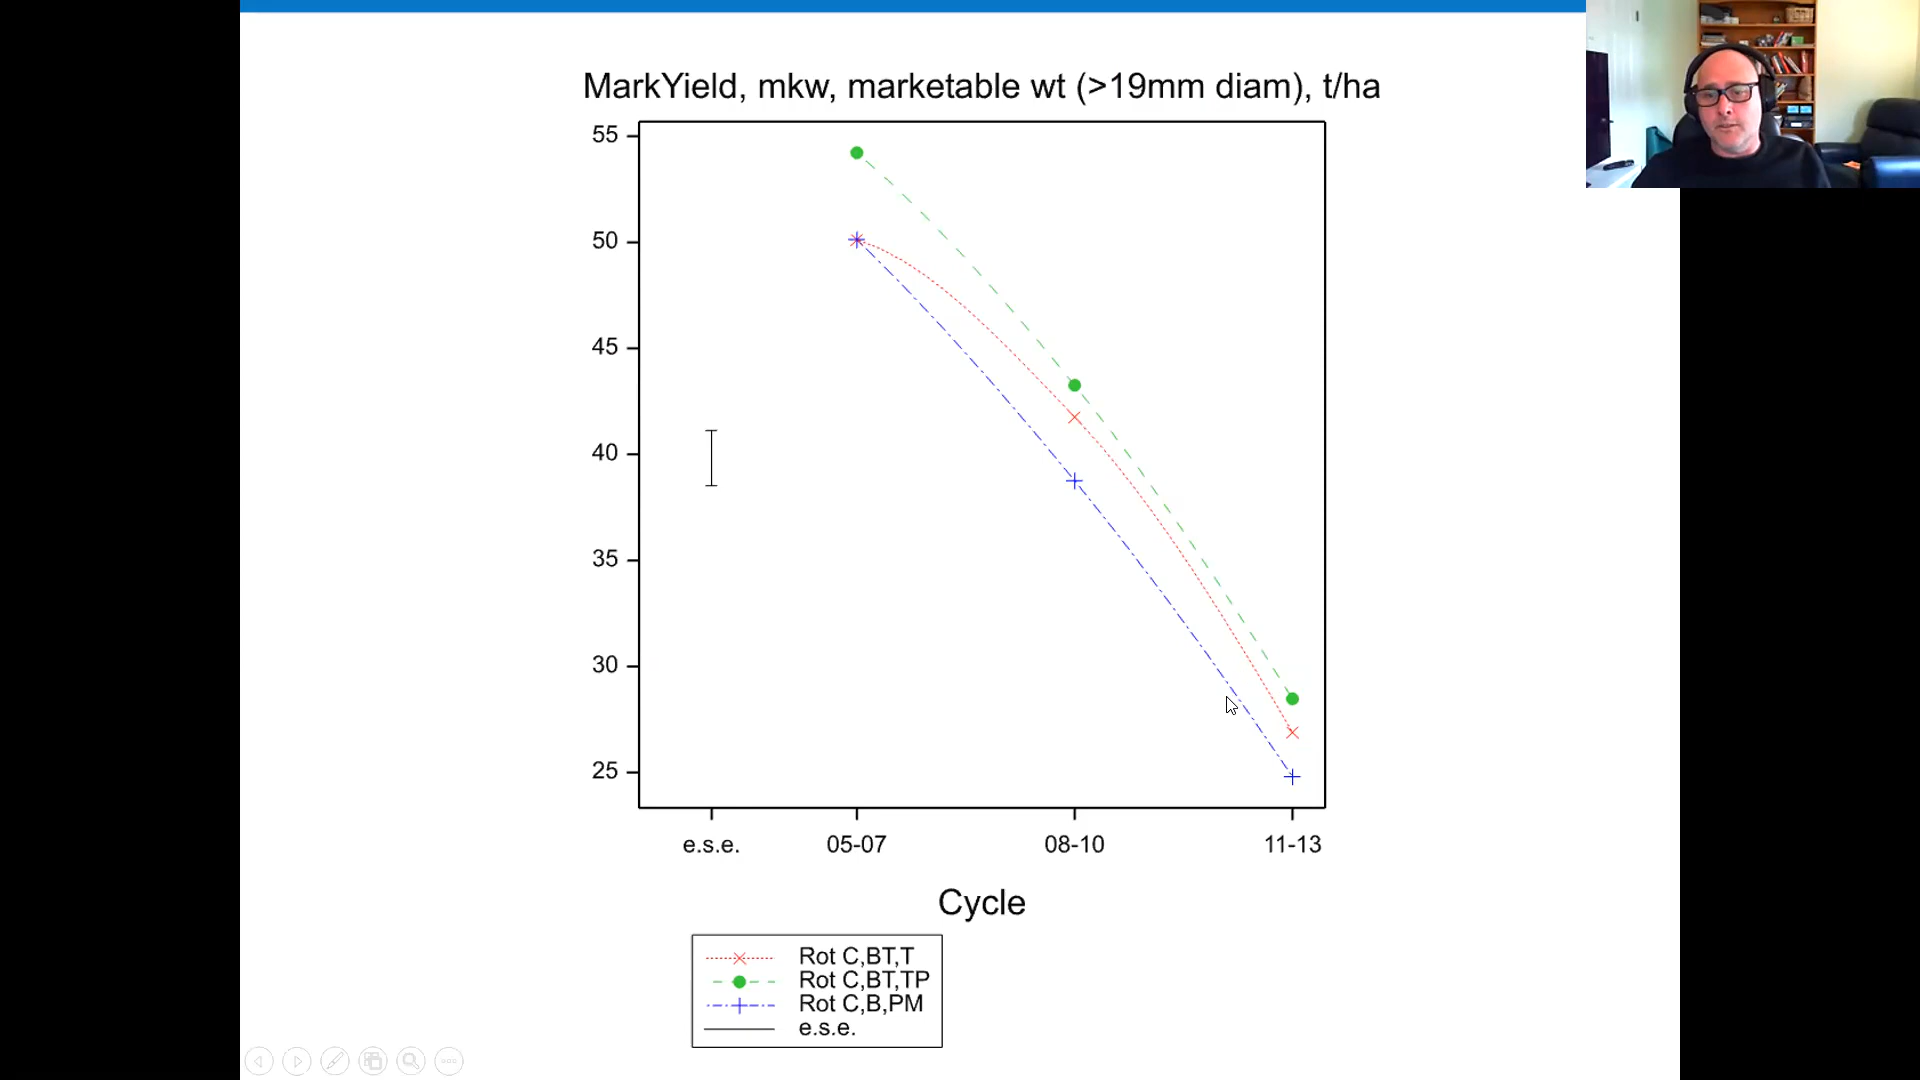 MarkYield, mkw, marketable wt (>19mm diam), t/ha
55
50
45
40
35
30
25
e.s.e.
05-07
08-10
11-13
Cycle
Rot C,BT,T
Rot C,BT,TP
Rot C,B,PM
e.s.e.